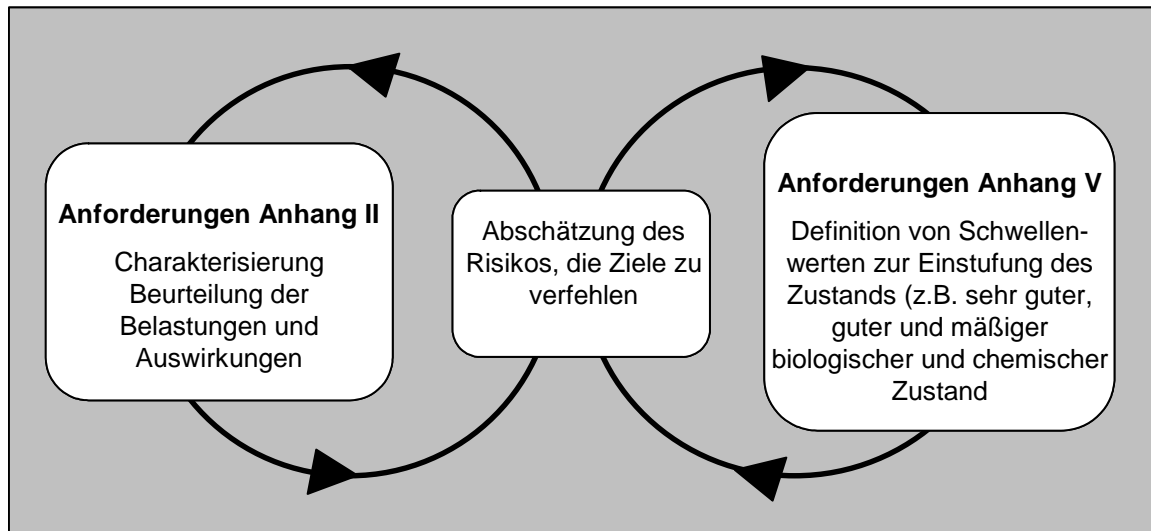 Anforderungen Anhang II
Charakterisierung
Beurteilung der
Belastungen und
Auswirkungen
Abschätzung des
Risikos, die Ziele zu
verfehlen
Anforderungen Anhang V
Definition von Schwellen-
werten zur Einstufung des
Zustands (z.B. sehr guter,
guter und mäßiger
biologischer und chemischer
Zustand